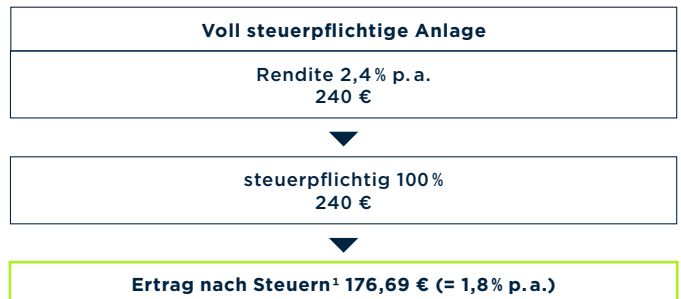 Voll steuerpflichtige Anlage
Rendite 2,4% p.a.
240 €
steuerpflichtig 100%
240 €
Ertrag nach Steuern¹ 176,69 € (= 1,8% p.a.)